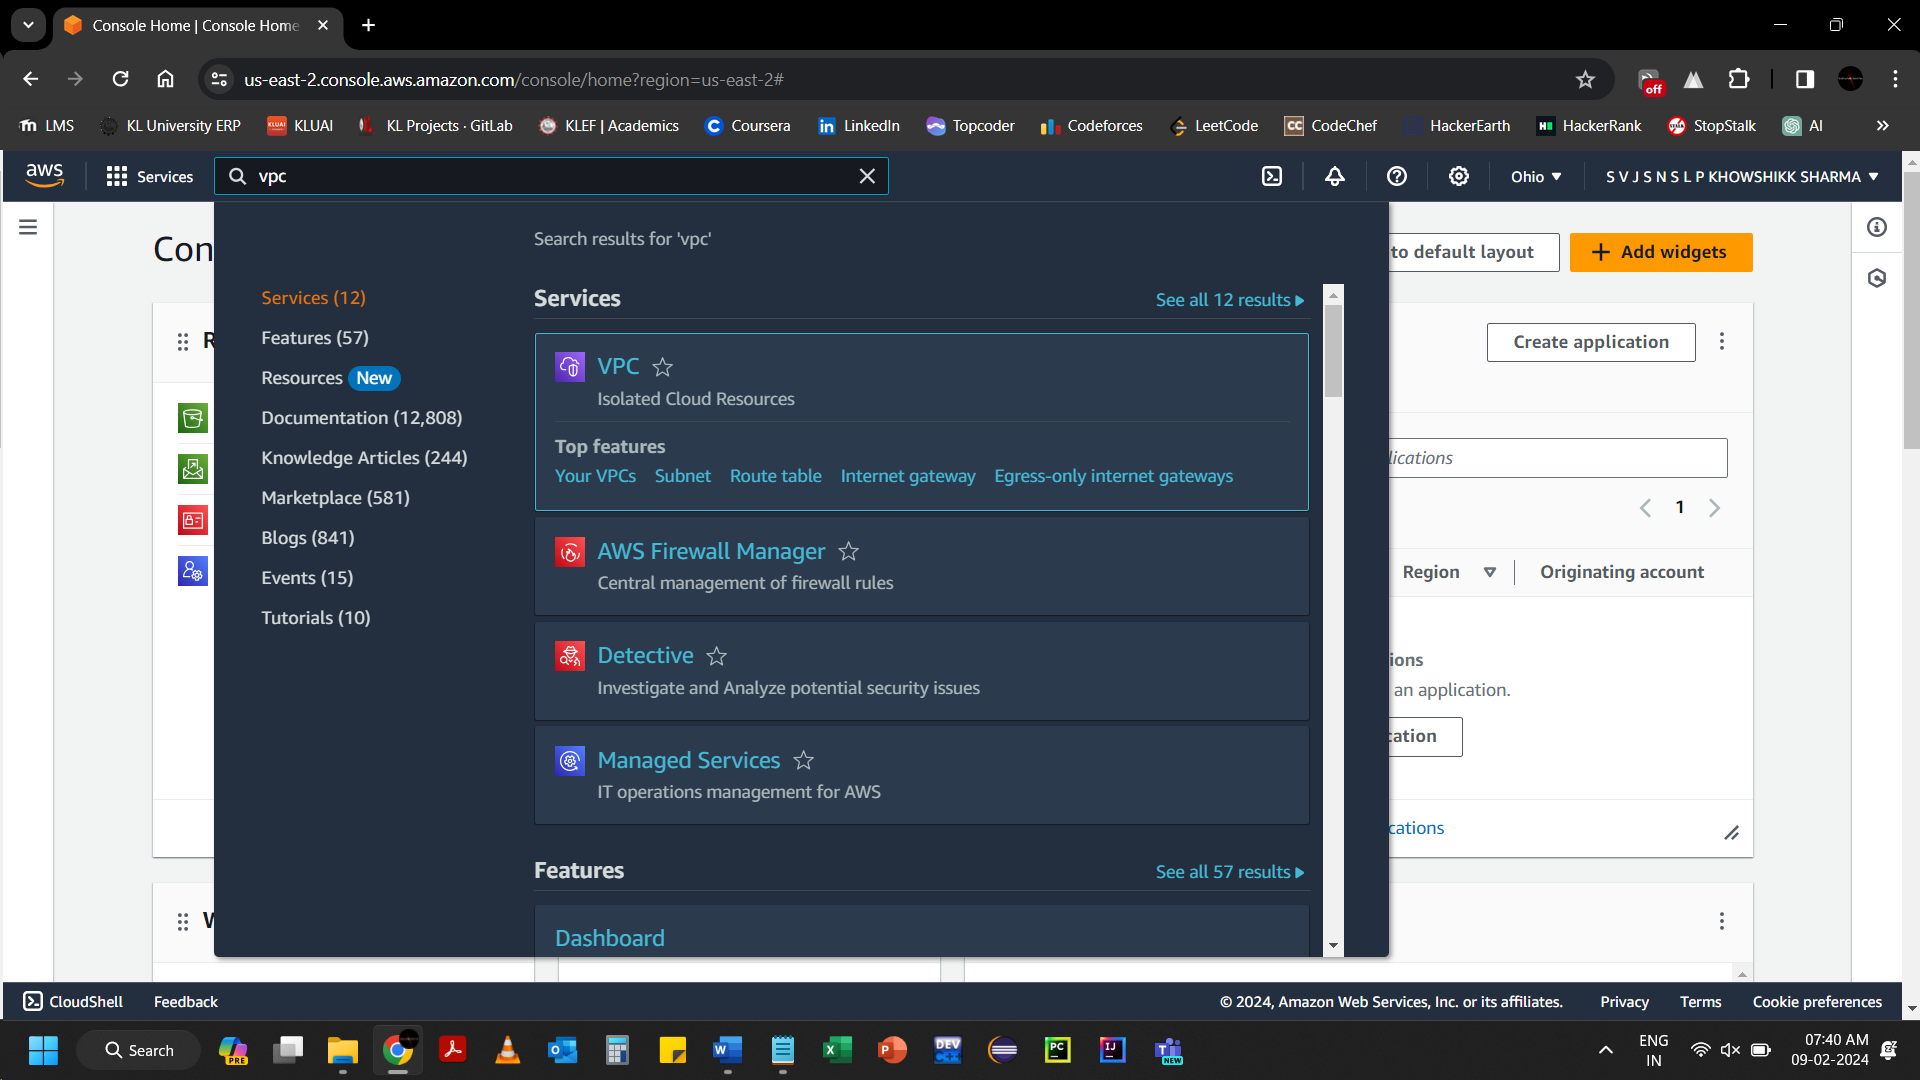 Console Home | Console Home
us-east-2.console.aws.amazon.com/console/home?region=us-east-2#
off
LMS
KL University ERP
KLUAI
KL Projects · GitLab
KLEF | Academics
Coursera
LinkedIn
Topcoder
Codeforces
LeetCode
CodeChef
HackerEarth
HackerRank
StopStalk
AI
aws
Services
vpc
Ohio
S V J S N S L P KHOWSHIKK SHARMA
Con
Search results for 'vpc'
to default layout
Add widgets
Services (12)
Features (57)
Resources New
Documentation (12,808)
Knowledge Articles (244)
Marketplace (581)
Blogs (841)
Events (15)
Tutorials (10)
Services
See all 12 results
VPC
Isolated Cloud Resources
Top features
Your VPCs Subnet Route table Internet gateway Egress-only internet gateways
AWS Firewall Manager
Central management of firewall rules
Detective
Investigate and Analyze potential security issues
Managed Services
IT operations management for AWS
Features
See all 57 results
Dashboard
R
W
Create application
lications
1
Region
Originating account
ions
an application.
cation
cations
CloudShell
Feedback
© 2024, Amazon Web Services, Inc. or its affiliates.
Privacy
Terms
Cookie preferences
Search
PRE
DEV
PC
IJ
NEW
ENG
IN
07:40 AM
09-02-2024